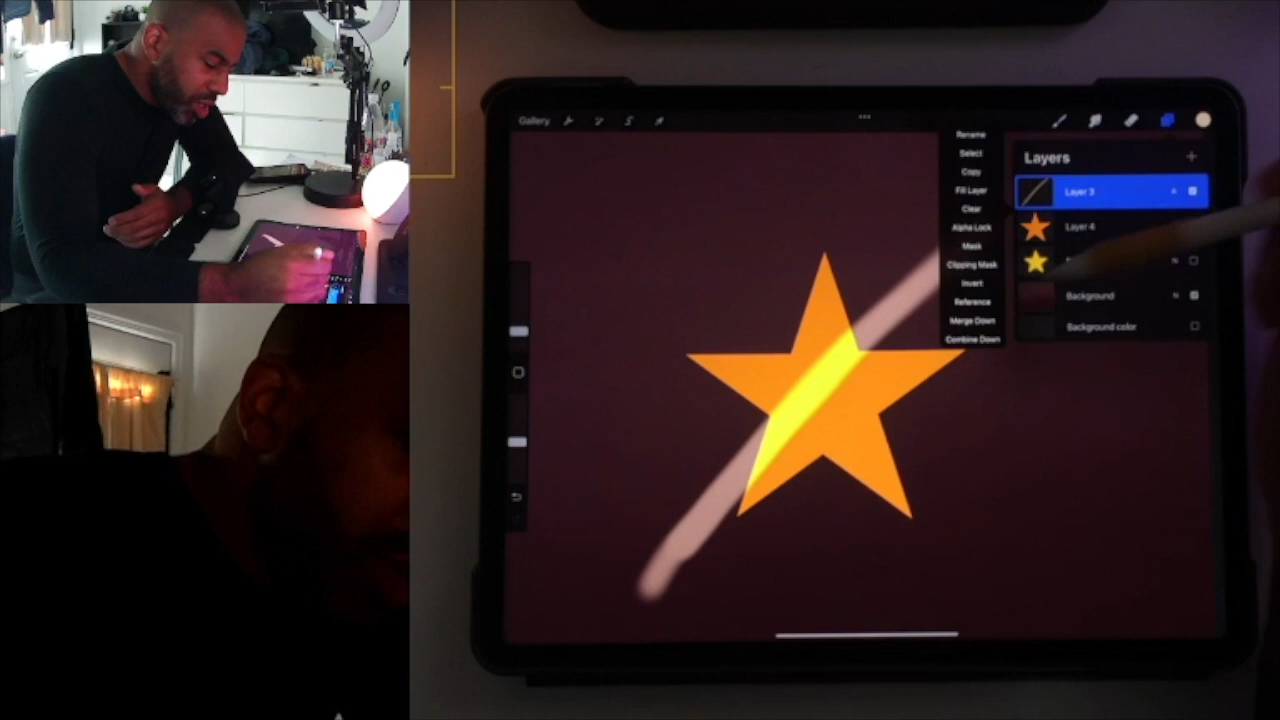 Gallery
Rename
Select
Copy
Fill Layer
Clear
Alpha Lock
Mask
Clipping Mask
Invert
Reference
Merge Down
Combine Down
Layers
Layer 3 A
Layer 4
N
Background N
Background color